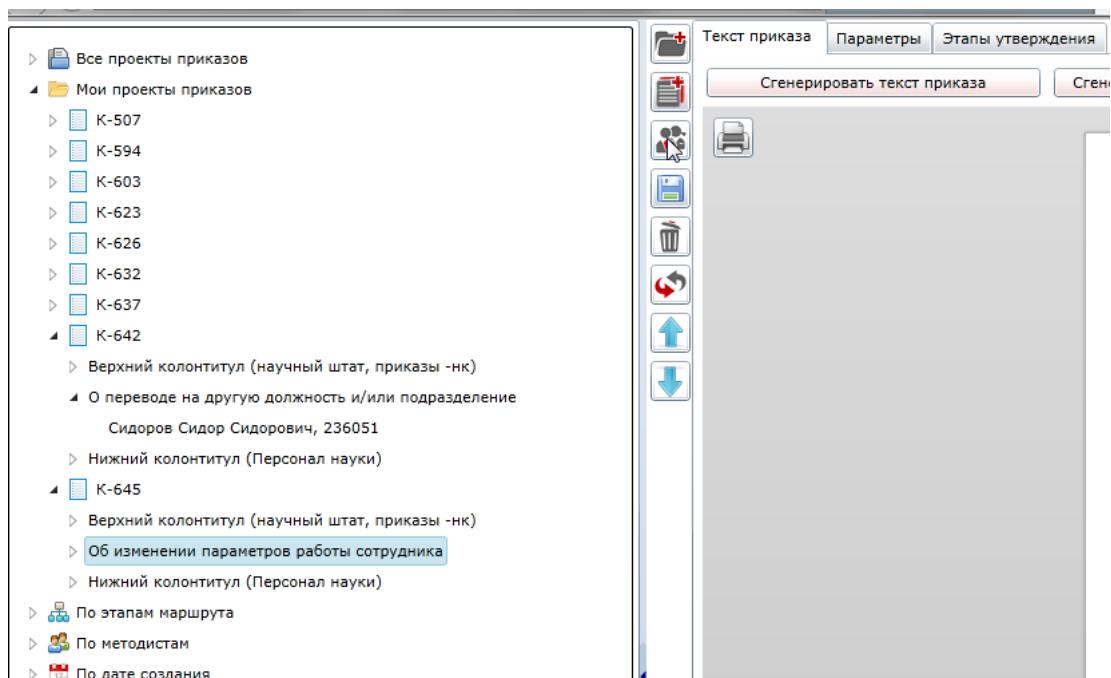 Все проекты приказов
Мои проекты приказов
К-507
К-594
К-603
К-623
К-626
К-632
К-637
К-642
Верхний колонтитул (научный штат, приказы -нк)
О переводе на другую должность и/или подразделение
Сидоров Сидор Сидорович, 236051
Нижний колонтитул (Персонал науки)
К-645
Верхний колонтитул (научный штат, приказы -нк)
Об изменении параметров работы сотрудника
Нижний колонтитул (Персонал науки)
По этапам маршрута
По методистам
По дате создания
Текст приказа Параметры Этапы утверждения
Сгенерировать текст приказа Сген